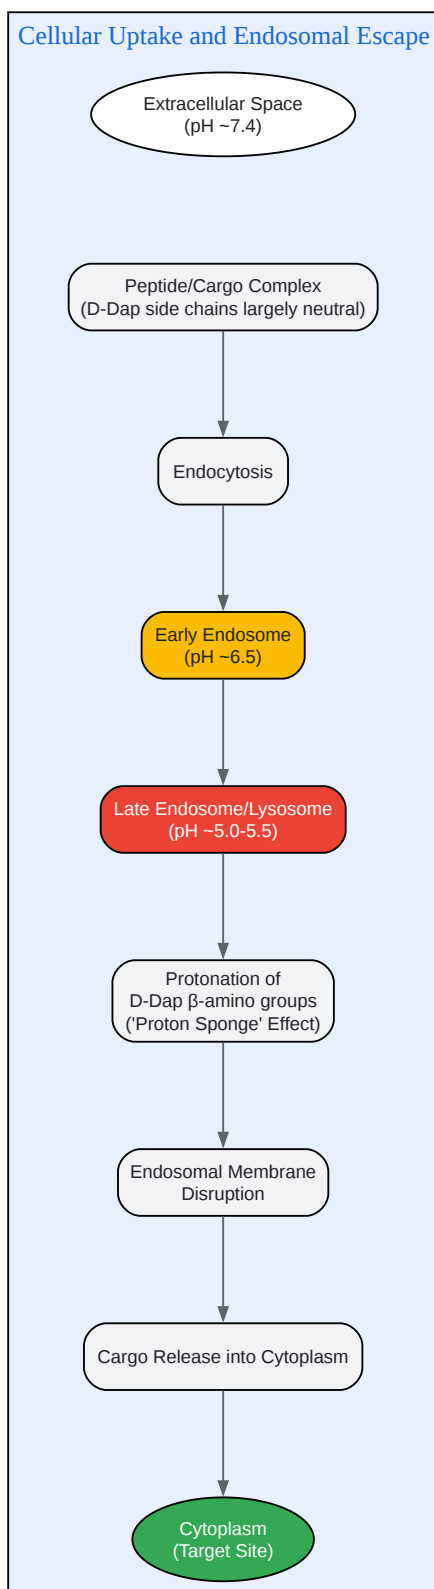 Cellular Uptake and Endosomal Escape
Extracellular Space
(pH ~7.4)
Peptide/Cargo Complex
(D-Dap side chains largely neutral)
Endocytosis
Early Endosome
(pH ~6.5)
Late Endosome/Lysosome
(pH ~5.0-5.5)
Protonation of
D-Dap β-amino groups
('Proton Sponge' Effect)
Endosomal Membrane
Disruption
Cargo Release into Cytoplasm
Cytoplasm
(Target Site)